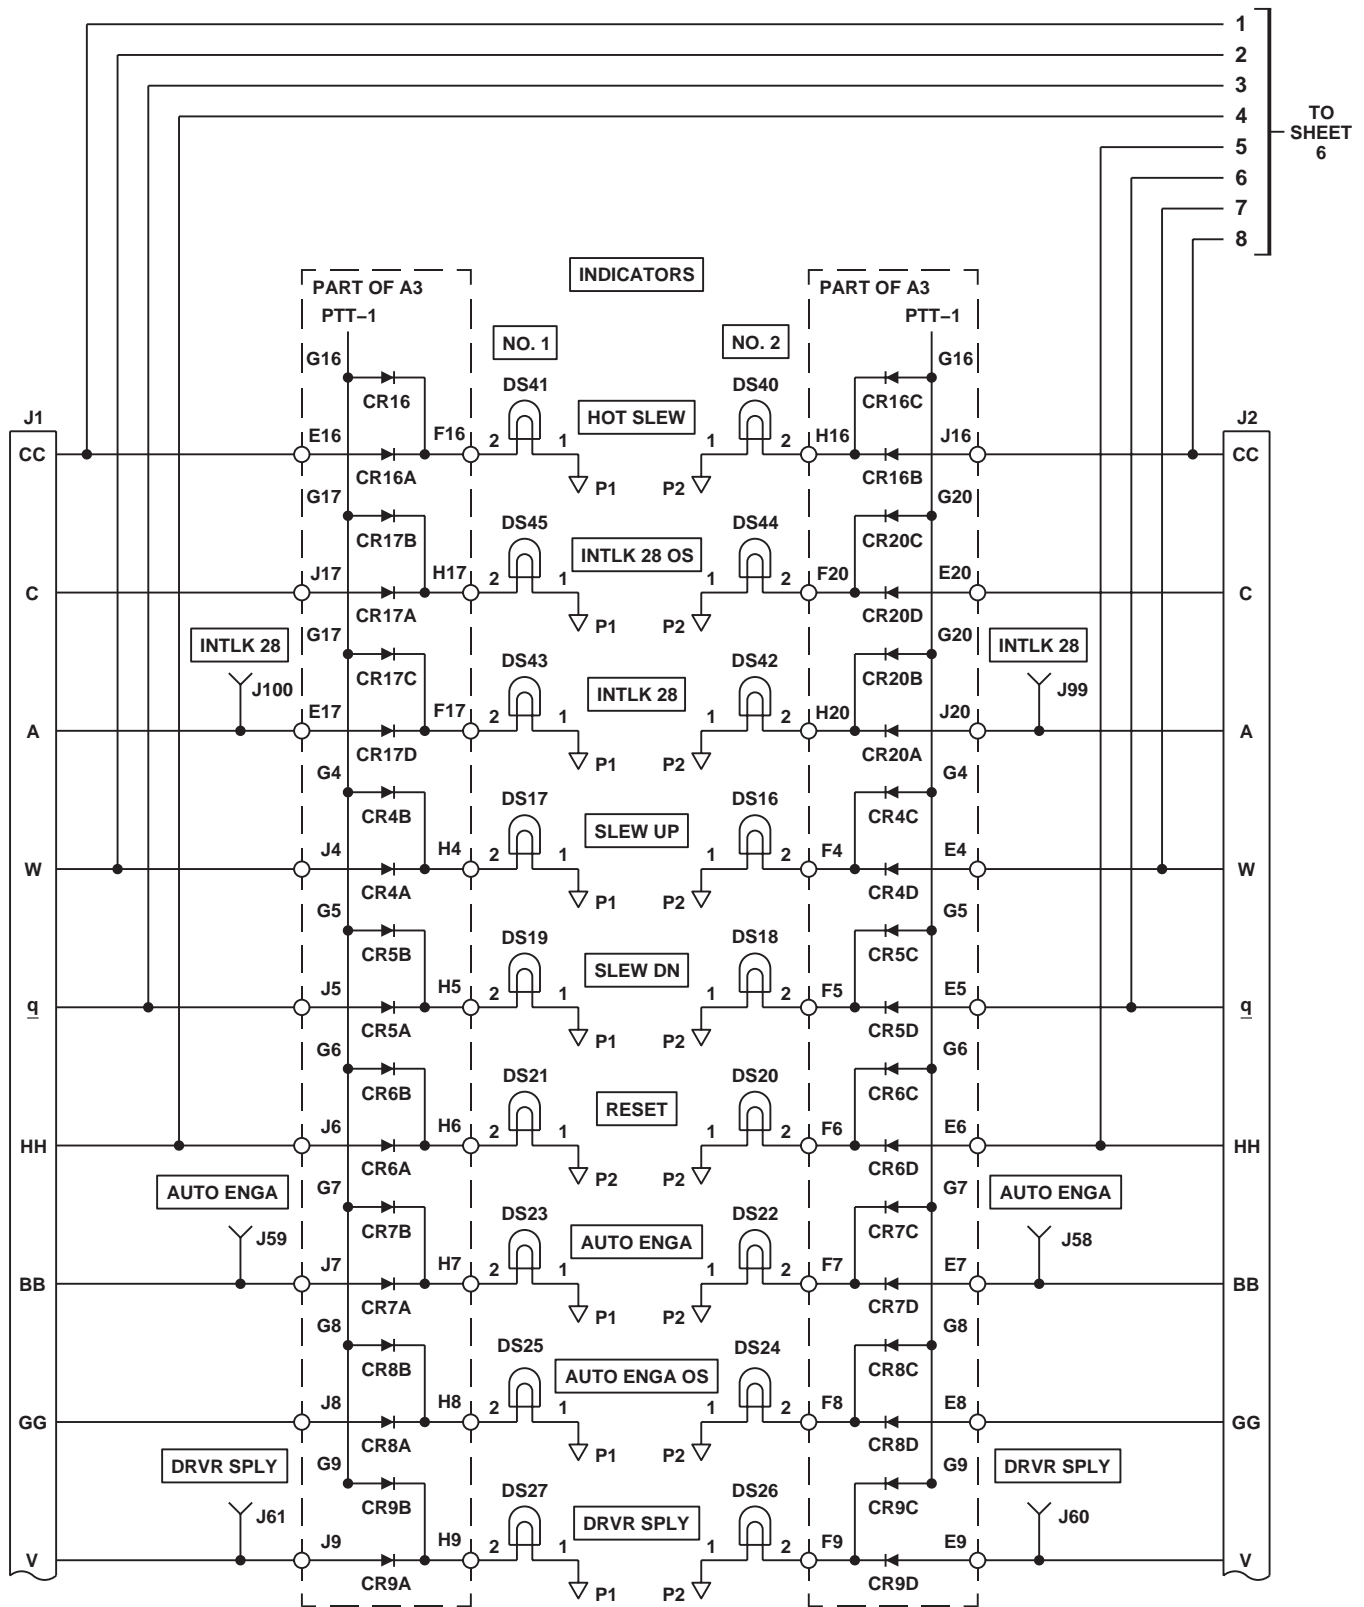 1
2
3
4
5
6
7
8
TO
SHEET
6
INDICATORS
PART OF A3
PTT–1
PART OF A3
PTT–1
NO. 1
NO. 2
J1
J2
G16
CR16
DS41
HOT SLEW
DS40
CR16C
G16
CC
E16
CR16A
F16
2
1
P1
1
P2
2
H16
CR16B
J16
CC
G17
CR17B
DS45
INTLK 28 OS
DS44
CR20C
G20
C
J17
CR17A
H17
2
1
P1
1
P2
2
F20
CR20D
E20
C
INTLK 28
J100
G17
CR17C
DS43
INTLK 28
DS42
CR20B
G20
INTLK 28
J99
A
E17
CR17D
F17
2
1
P1
1
P2
2
H20
CR20A
J20
A
G4
CR4B
DS17
SLEW UP
DS16
CR4C
G4
W
J4
CR4A
H4
2
1
P1
1
P2
2
F4
CR4D
E4
W
G5
CR5B
DS19
SLEW DN
DS18
CR5C
G5
q
J5
CR5A
H5
2
1
P1
1
P2
2
F5
CR5D
E5
q
G6
CR6B
DS21
RESET
DS20
CR6C
G6
HH
J6
CR6A
H6
2
1
P2
1
P2
2
F6
CR6D
E6
HH
AUTO ENGA
J59
G7
CR7B
DS23
AUTO ENGA
DS22
CR7C
G7
AUTO ENGA
J58
BB
J7
CR7A
H7
2
1
P1
1
P2
2
F7
CR7D
E7
BB
G8
CR8B
DS25
AUTO ENGA OS
DS24
CR8C
G8
GG
J8
CR8A
H8
2
1
P1
1
P2
2
F8
CR8D
E8
GG
DRVR SPLY
J61
G9
CR9B
DS27
DRVR SPLY
DS26
CR9C
G9
DRVR SPLY
J60
V
J9
CR9A
H9
2
1
P1
1
P2
2
F9
CR9D
E9
V